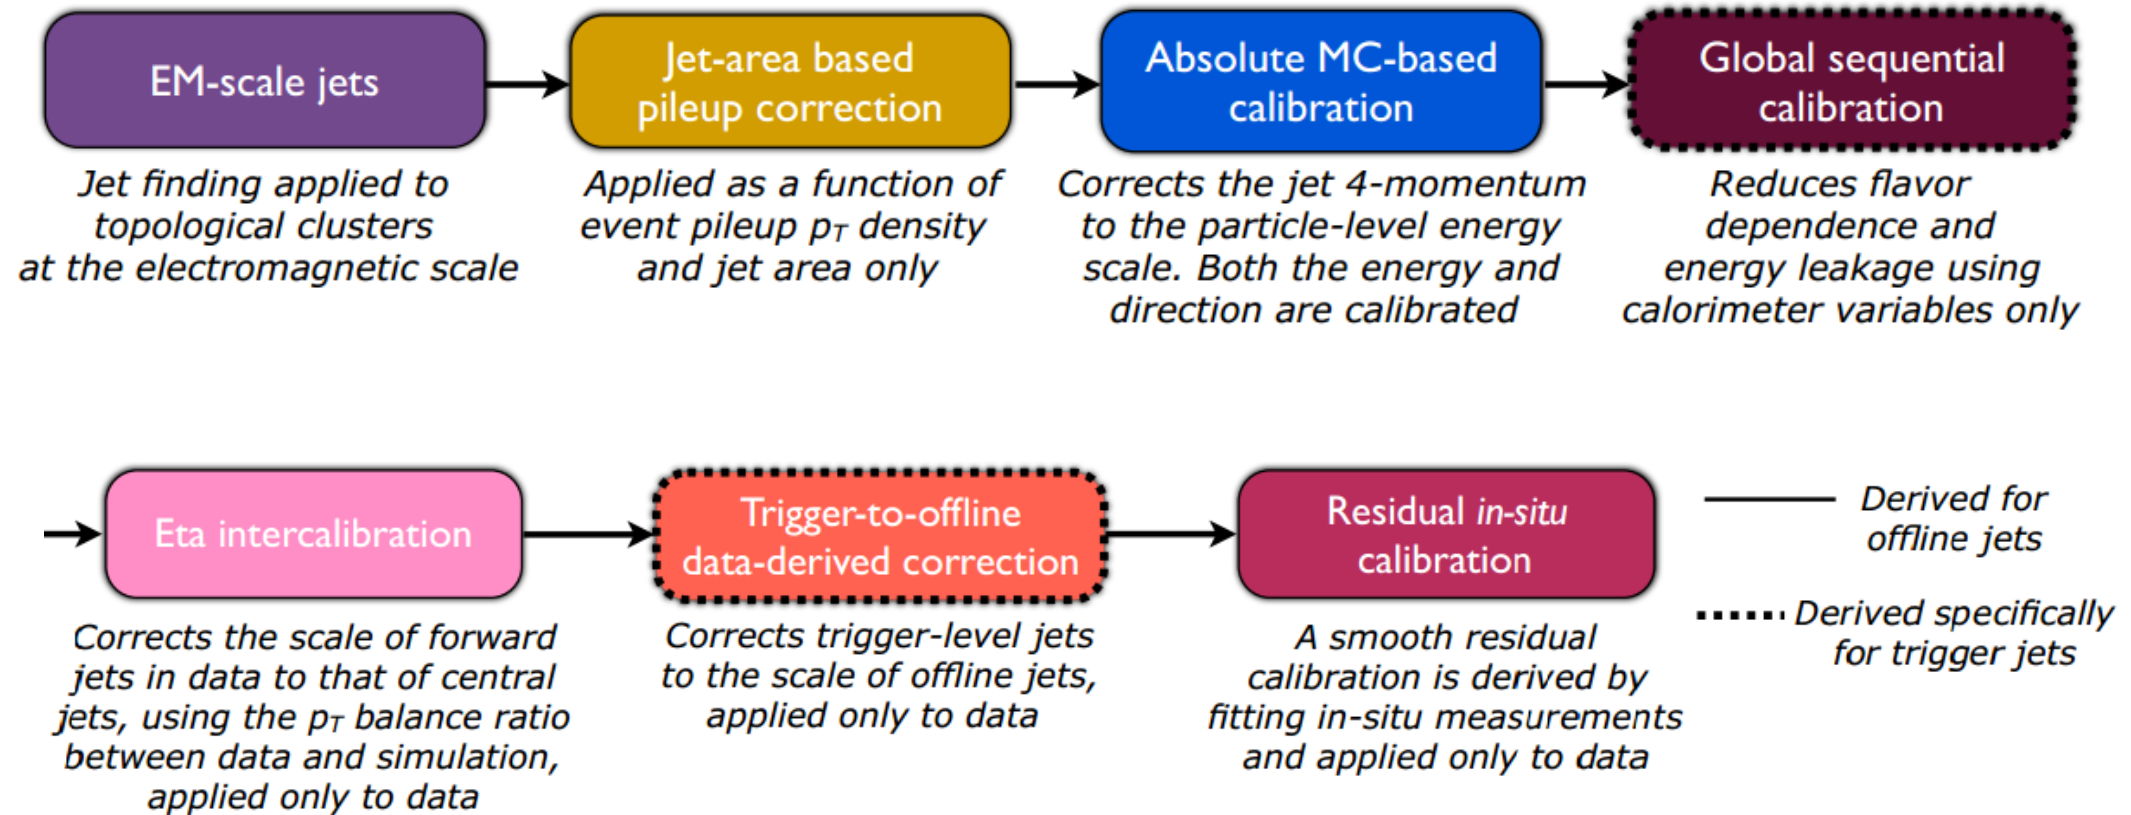 EM-scale jets
Jet finding applied to
topological clusters
at the electromagnetic scale
Jet-area based
pileup correction
Applied as a function of
event pileup pT density
and jet area only
Absolute MC-based
calibration
Corrects the jet 4-momentum
to the particle-level energy
scale. Both the energy and
direction are calibrated
Global sequential
calibration
Reduces flavor
dependence and
energy leakage using
calorimeter variables only
Eta intercalibration
Corrects the scale of forward
jets in data to that of central
jets, using the pT balance ratio
between data and simulation,
applied only to data
Trigger-to-offline
data-derived correction
Corrects trigger-level jets
to the scale of offline jets,
applied only to data
Residual in-situ
calibration
A smooth residual
calibration is derived by
fitting in-situ measurements
and applied only to data
Derived for
offline jets
Derived specifically
for trigger jets